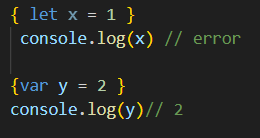 { let x = 1 }
console.log(x) // error
{var y = 2 }
console.log(y)// 2